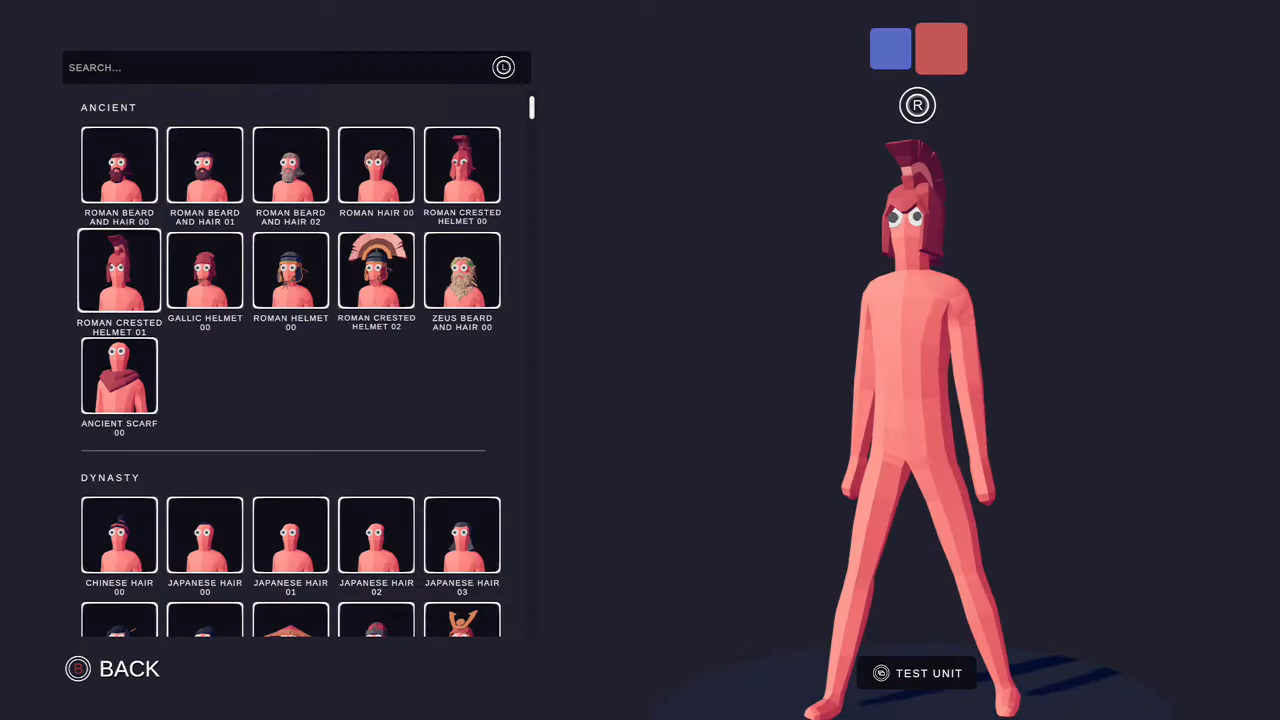 SEARCH...
L
R
ANCIENT
ROMAN BEARD
AND HAIR 00
ROMAN BEARD
AND HAIR 01
ROMAN BEARD
AND HAIR 02
ROMAN HAIR 00
ROMAN CRESTED
HELMET 00
ROMAN CRESTED
HELMET 01
GALLIC HELMET
00
ROMAN HELMET
00
ROMAN CRESTED
HELMET 02
ZEUS BEARD
AND HAIR 00
ANCIENT SCARF
00
DYNASTY
CHINESE HAIR
00
JAPANESE HAIR
00
JAPANESE HAIR
01
JAPANESE HAIR
02
JAPANESE HAIR
03
B BACK
TEST UNIT